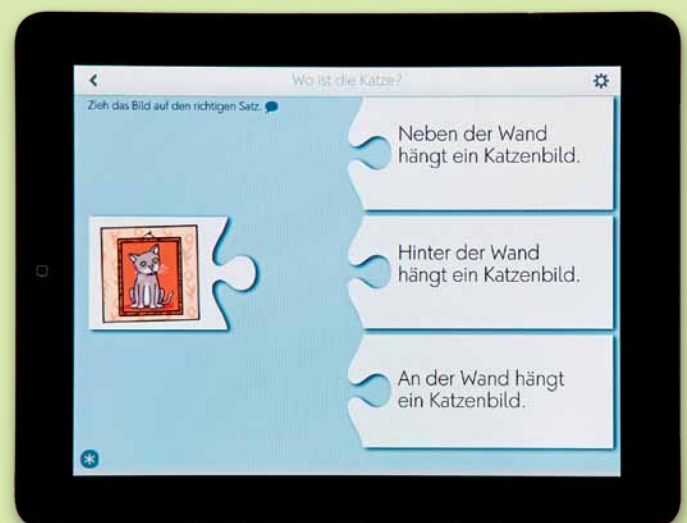 Wo ist die Katze?
Zieh das Bild auf den richtigen Satz.
Neben der Wand
hängt ein Katzenbild.
Hinter der Wand
hängt ein Katzenbild.
An der Wand hängt
ein Katzenbild.